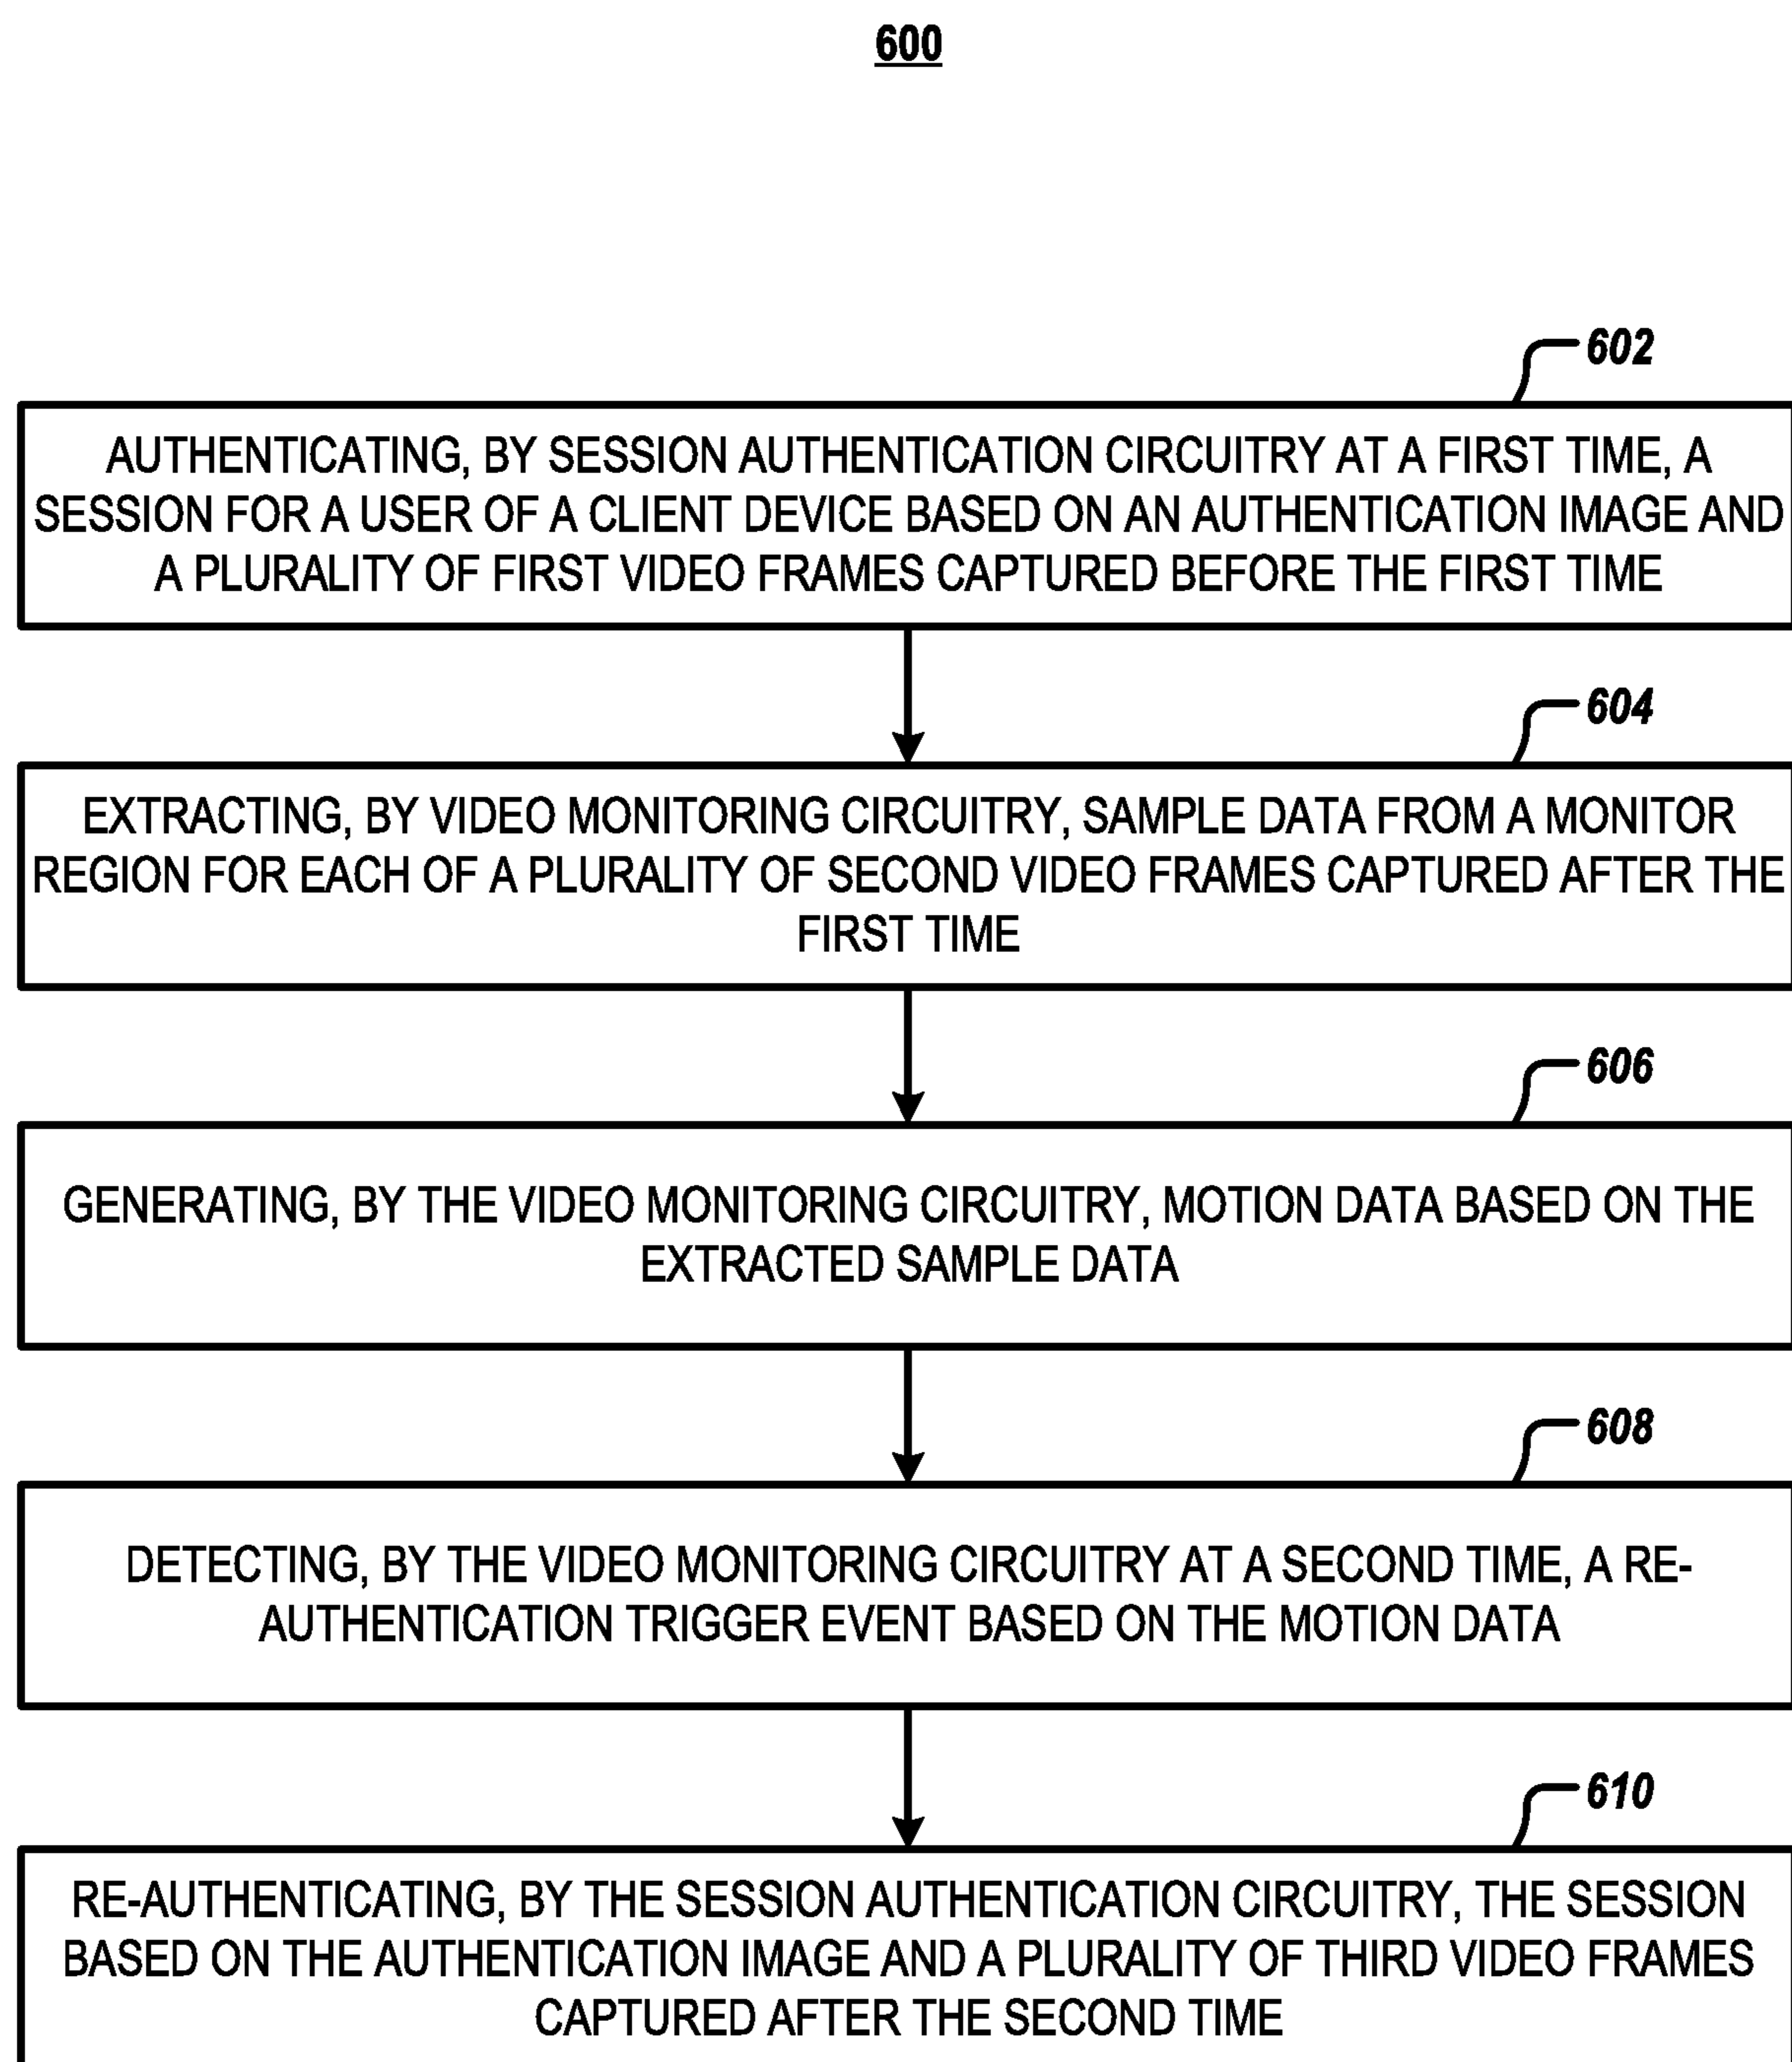 600
602
AUTHENTICATING, BY SESSION AUTHENTICATION CIRCUITRY AT A FIRST TIME, A
SESSION FOR A USER OF A CLIENT DEVICE BASED ON AN AUTHENTICATION IMAGE AND
A PLURALITY OF FIRST VIDEO FRAMES CAPTURED BEFORE THE FIRST TIME
604
EXTRACTING, BY VIDEO MONITORING CIRCUITRY, SAMPLE DATA FROM A MONITOR
REGION FOR EACH OF A PLURALITY OF SECOND VIDEO FRAMES CAPTURED AFTER THE
FIRST TIME
606
GENERATING, BY THE VIDEO MONITORING CIRCUITRY, MOTION DATA BASED ON THE
EXTRACTED SAMPLE DATA
608
DETECTING, BY THE VIDEO MONITORING CIRCUITRY AT A SECOND TIME, A RE-
AUTHENTICATION TRIGGER EVENT BASED ON THE MOTION DATA
610
RE-AUTHENTICATING, BY THE SESSION AUTHENTICATION CIRCUITRY, THE SESSION
BASED ON THE AUTHENTICATION IMAGE AND A PLURALITY OF THIRD VIDEO FRAMES
CAPTURED AFTER THE SECOND TIME